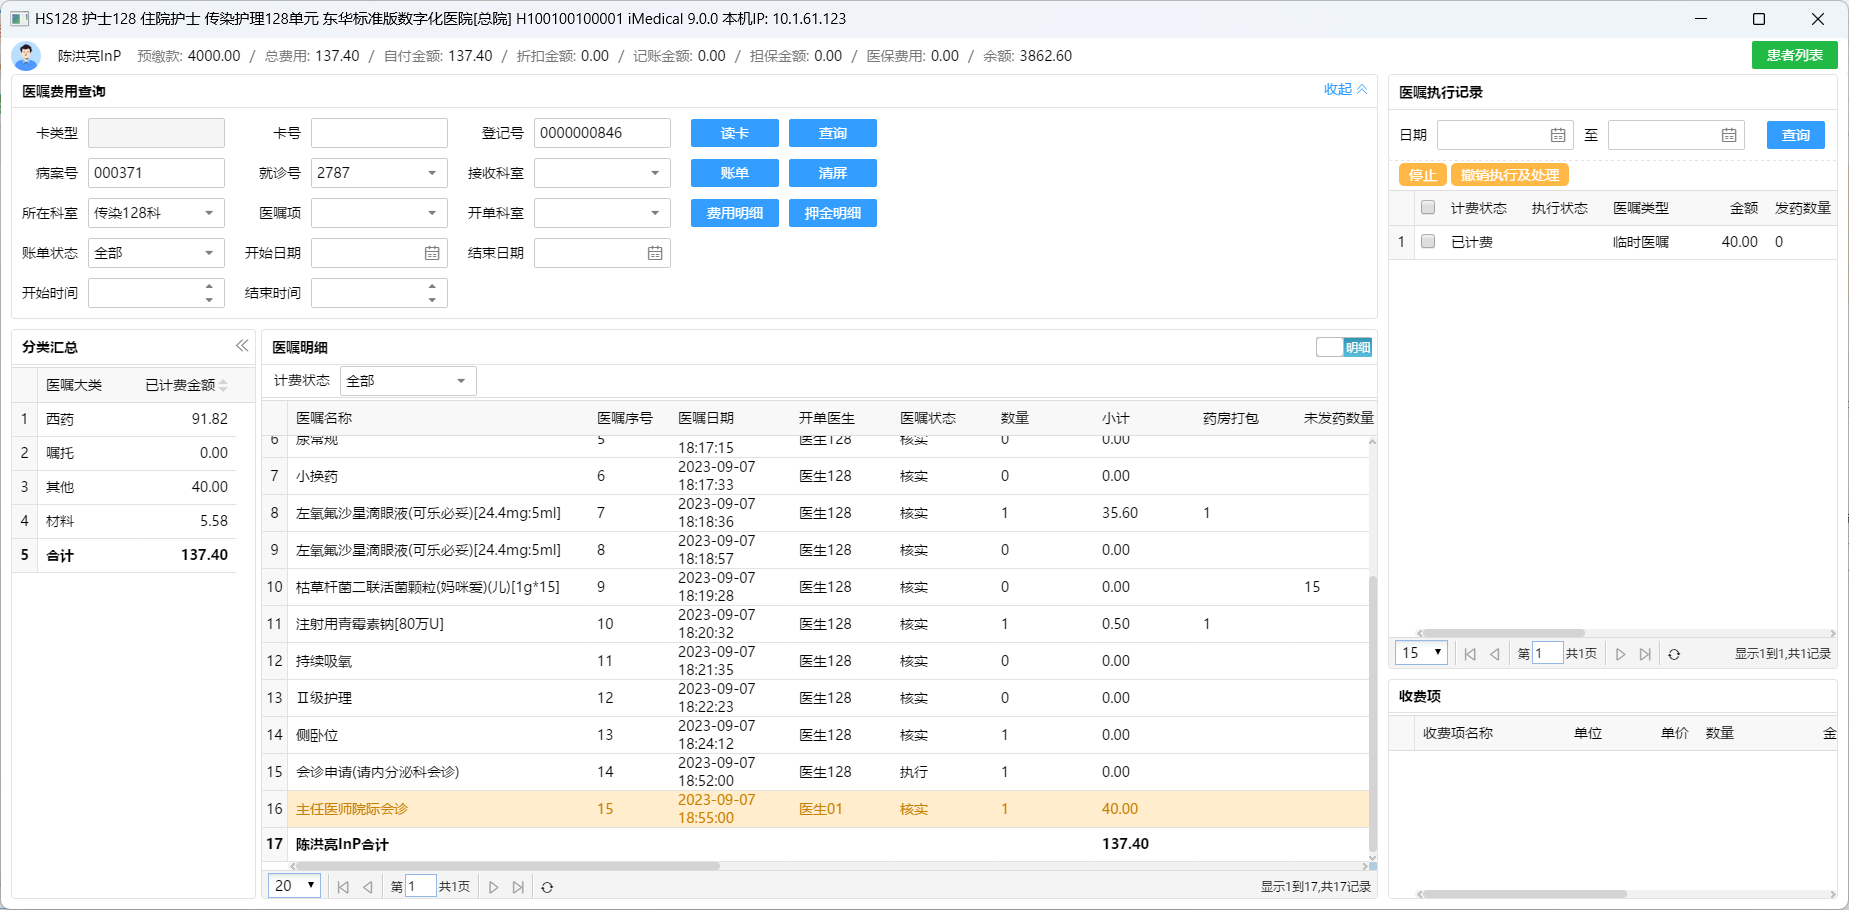 HS128 护士128 住院护士 传染护理128单元 东华标准版数字化医院[总院] H100100100001 iMedical 9.0.0 本机IP: 10.1.61.123
陈洪亮InP 预缴款: 4000.00 / 总费用: 137.40 / 自付金额: 137.40 / 折扣金额: 0.00 / 记账金额: 0.00 / 担保金额: 0.00 / 医保费用: 0.00 / 余额: 3862.60 患者列表
医嘱费用查询 收起
卡类型 卡号 登记号 0000000846 读卡 查询
病案号 000371 就诊号 2787 接收科室 账单 清屏
所在科室 传染128科 医嘱项 开单科室 费用明细 押金明细
账单状态 全部 开始日期 结束日期
开始时间 结束时间
医嘱执行记录
日期 至 查询
停止 撤销执行及处理
计费状态 执行状态 医嘱类型 金额 发药数量
1 已计费 临时医嘱 40.00 0
15 第 1 共1页 显示1到1,共1记录
分类汇总
医嘱大类 已计费金额
1 西药 91.82
2 嘱托 0.00
3 其他 40.00
4 材料 5.58
5 合计 137.40
医嘱明细 明细
计费状态 全部
医嘱名称 医嘱序号 医嘱日期 开单医生 医嘱状态 数量 小计 药房打包 未发药数量
6 尿常规 5 18:17:15 医生128 核实 0 0.00
7 小换药 6 2023-09-07 18:17:33 医生128 核实 0 0.00
8 左氧氟沙星滴眼液(可乐必妥)[24.4mg:5ml] 7 2023-09-07 18:18:36 医生128 核实 1 35.60 1
9 左氧氟沙星滴眼液(可乐必妥)[24.4mg:5ml] 8 2023-09-07 18:18:57 医生128 核实 0 0.00
10 枯草杆菌二联活菌颗粒(妈咪爱)(儿)[1g*15] 9 2023-09-07 18:19:28 医生128 核实 0 0.00 15
11 注射用青霉素钠[80万U] 10 2023-09-07 18:20:32 医生128 核实 1 0.50 1
12 持续吸氧 11 2023-09-07 18:21:35 医生128 核实 0 0.00
13 Ⅱ级护理 12 2023-09-07 18:22:23 医生128 核实 0 0.00
14 侧卧位 13 2023-09-07 18:24:12 医生128 核实 1 0.00
15 会诊申请(请内分泌科会诊) 14 2023-09-07 18:52:00 医生128 执行 1 0.00
16 主任医师院际会诊 15 2023-09-07 18:55:00 医生01 核实 1 40.00
17 陈洪亮InP合计 137.40
20 第 1 共1页 显示1到17,共17记录
收费项
收费项名称 单位 单价 数量 金